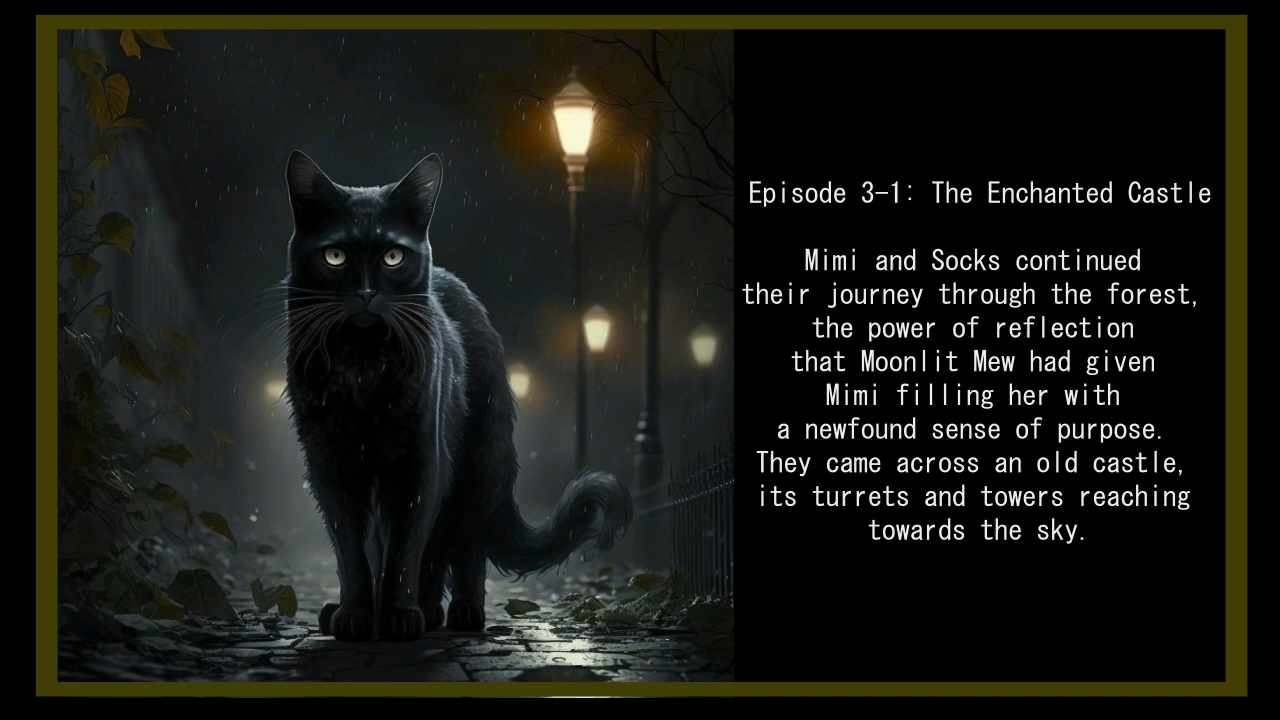 Episode 3-1: The Enchanted Castle
Mimi and Socks continued
their journey through the forest,
the power of reflection
that Moonlit Mew had given
Mimi filling her with
a newfound sense of purpose.
They came across an old castle,
its turrets and towers reaching
towards the sky.